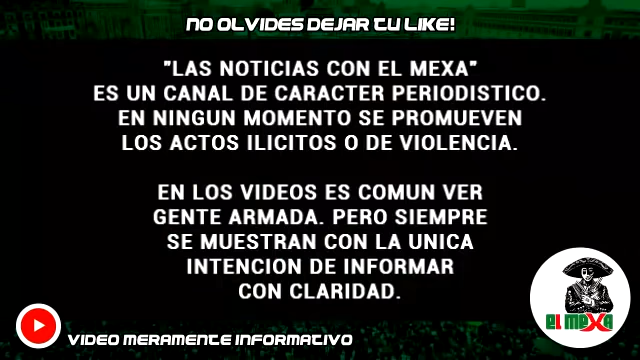 NO OLVIDES DEJAR TU LIKE!
"LAS NOTICIAS CON EL MEXA"
ES UN CANAL DE CARACTER PERIODISTICO.
EN NINGUN MOMENTO SE PROMUEVEN
LOS ACTOS ILICITOS O DE VIOLENCIA.
EN LOS VIDEOS ES COMUN VER
GENTE ARMADA. PERO SIEMPRE
SE MUESTRAN CON LA UNICA
INTENCION DE INFORMAR
CON CLARIDAD.
EL MEXA
VIDEO MERAMENTE INFORMATIVO